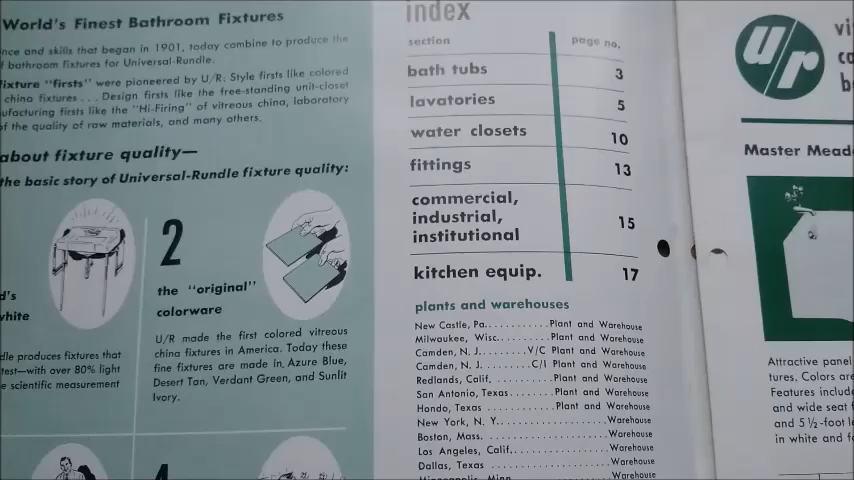 World's Finest Bathroom Fixtures
nce and skills that began in 1901, today combine to produce the
f bathroom fixtures for Universal-Rundle.
fixture "firsts" were pioneered by U/R: Style firsts like colored
china fixtures . . . Design firsts like the free-standing unit-closet
ufacturing firsts like the "Hi-Firing" of vitreous china, laboratory
of the quality of raw materials, and many others.
about fixture quality—
the basic story of Universal-Rundle fixture quality:
d's
white
dle produces fixtures that
test—with over 80% light
e scientific measurement
2
the "original"
colorware
U/R made the first colored vitreous
china fixtures in America. Today these
fine fixtures are made in Azure Blue,
Desert Tan, Verdant Green, and Sunlit
Ivory.
4
index
section page no.
bath tubs 3
lavatories 5
water closets 10
fittings 13
commercial,
industrial,
institutional 15
kitchen equip. 17
plants and warehouses
New Castle, Pa...........Plant and Warehouse
Milwaukee, Wisc..........Plant and Warehouse
Camden, N. J..........V/C Plant and Warehouse
Camden, N. J..........C/I Plant and Warehouse
Redlands, Calif...........Plant and Warehouse
San Antonio, Texas........Plant and Warehouse
Hondo, Texas .............Plant and Warehouse
New York, N. Y....................Warehouse
Boston, Mass......................Warehouse
Los Angeles, Calif................Warehouse
Dallas, Texas ....................Warehouse
Minneapolis, Minn. Warehouse
u/r
vi
ca
b
Master Mead
Attractive panel
tures. Colors are
Features include
and wide seat f
and 5½-foot le
in white and f